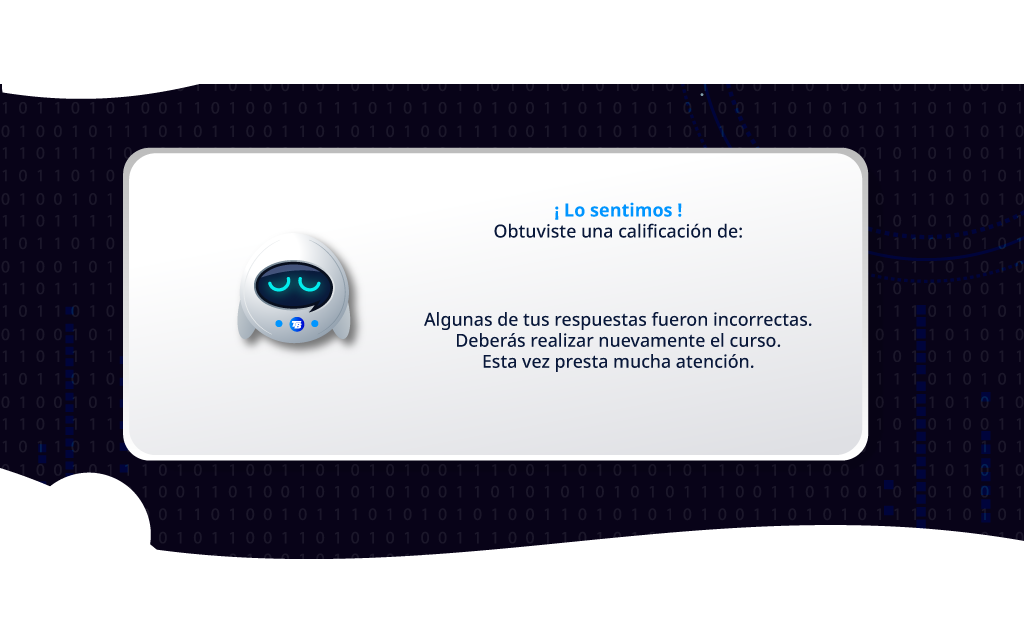 ¡ Lo sentimos !
Obtuviste una calificación de:
Algunas de tus respuestas fueron incorrectas.
Deberás realizar nuevamente el curso.
Esta vez presta mucha atención.